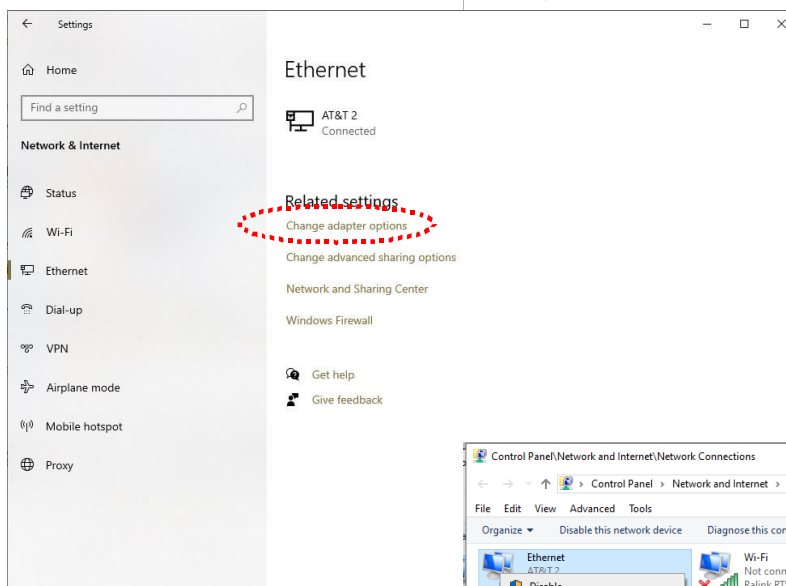 Settings
Home
Find a setting
Network & Internet
Status
Wi-Fi
Ethernet
Dial-up
VPN
Airplane mode
Mobile hotspot
Proxy
Ethernet
AT&T 2
Connected
Related settings
Change adapter options
Change advanced sharing options
Network and Sharing Center
Windows Firewall
Get help
Give feedback
Control Panel\Network and Internet\Network Connections
Control Panel > Network and Internet >
File Edit View Advanced Tools
Organize Disable this network device Diagnose this con
Ethernet
AT&T 2
Disable
Wi-Fi
Not conn
Ralink RT